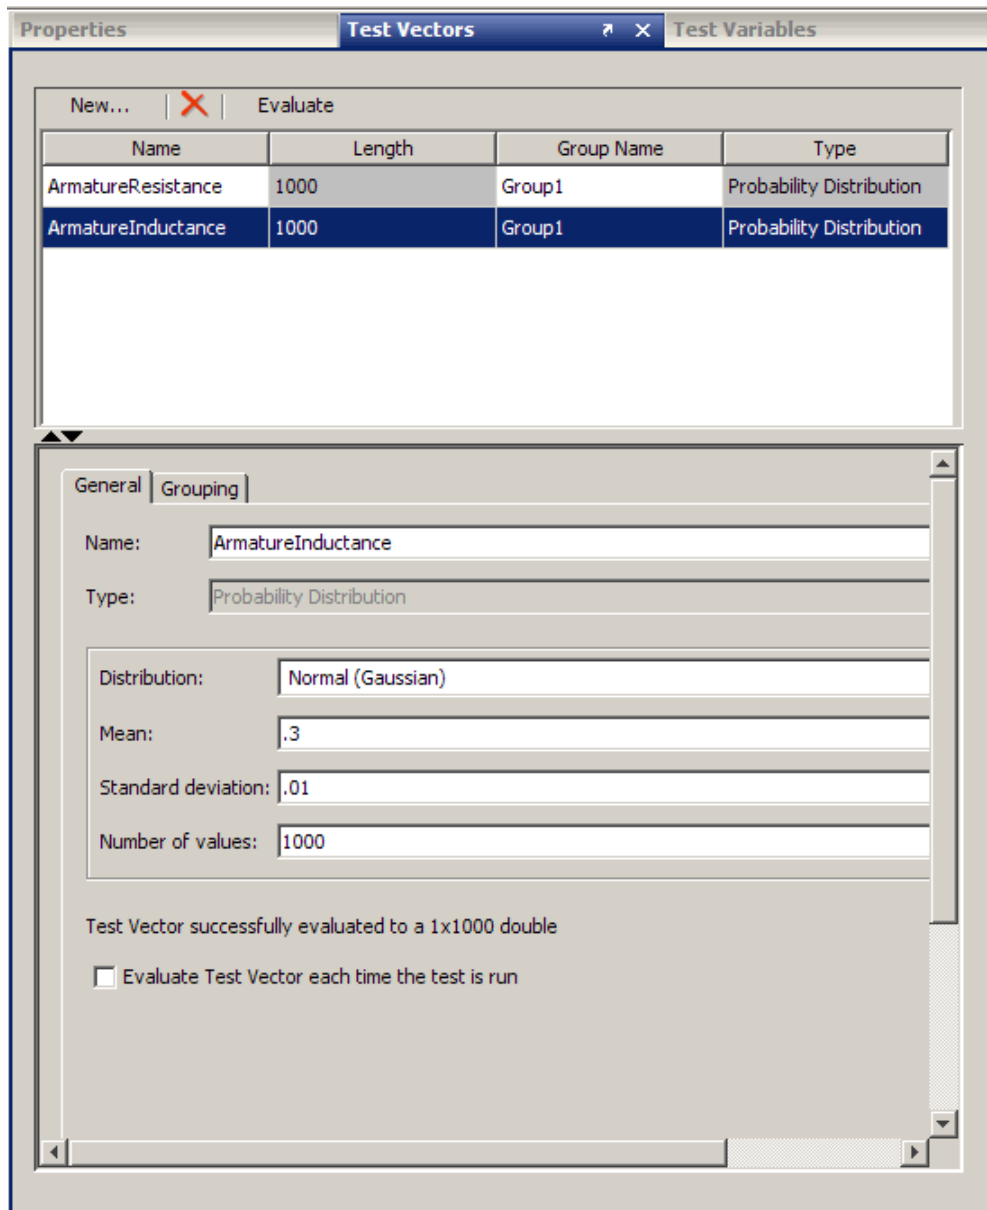 Properties Test Vectors Test Variables
New... Evaluate
Name Length Group Name Type
ArmatureResistance 1000 Group1 Probability Distribution
ArmatureInductance 1000 Group1 Probability Distribution
General Grouping
Name: ArmatureInductance
Type: Probability Distribution
Distribution: Normal (Gaussian)
Mean: .3
Standard deviation: .01
Number of values: 1000
Test Vector successfully evaluated to a 1x1000 double
Evaluate Test Vector each time the test is run